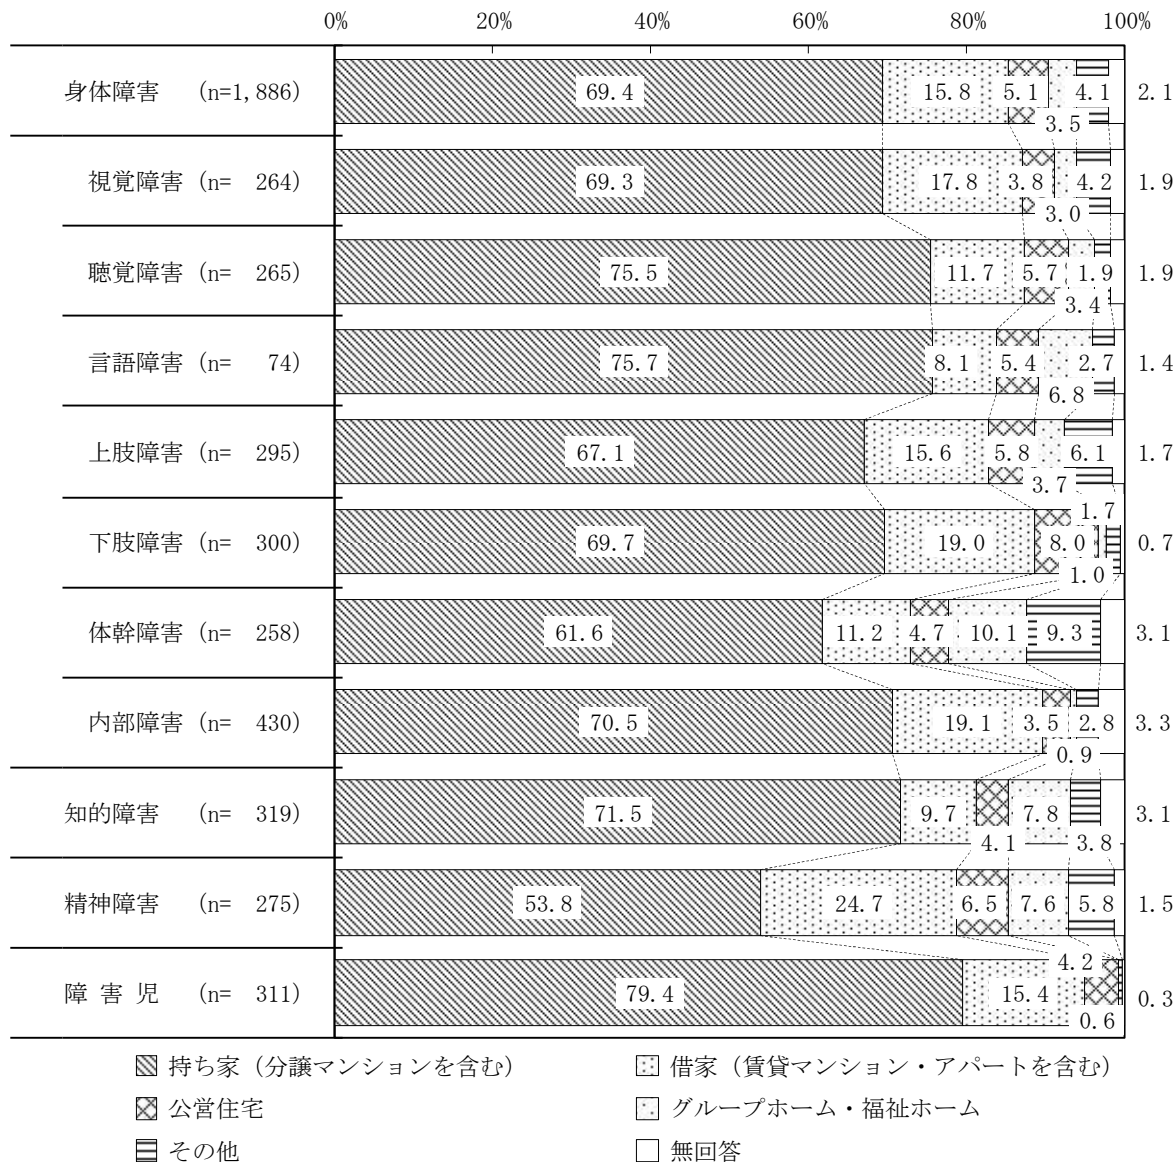 0% 20% 40% 60% 80% 100%
身体障害 (n=1,886) 69.4 15.8 5.1 4.1 2.1
3.5
視覚障害 (n= 264) 69.3 17.8 3.8 4.2 1.9
3.0
聴覚障害 (n= 265) 75.5 11.7 5.7 1.9 1.9
3.4
言語障害 (n= 74) 75.7 8.1 5.4 2.7 1.4
6.8
上肢障害 (n= 295) 67.1 15.6 5.8 6.1 1.7
3.7
1.7
下肢障害 (n= 300) 69.7 19.0 8.0 0.7
1.0
体幹障害 (n= 258) 61.6 11.2 4.7 10.1 9.3 3.1
内部障害 (n= 430) 70.5 19.1 3.5 2.8 3.3
0.9
知的障害 (n= 319) 71.5 9.7 7.8 3.1
4.1 3.8
精神障害 (n= 275) 53.8 24.7 6.5 7.6 5.8 1.5
4.2
障 害 児 (n= 311) 79.4 15.4 0.3
0.6
持ち家（分譲マンションを含む） 借家（賃貸マンション・アパートを含む）
公営住宅 グループホーム・福祉ホーム
その他 無回答